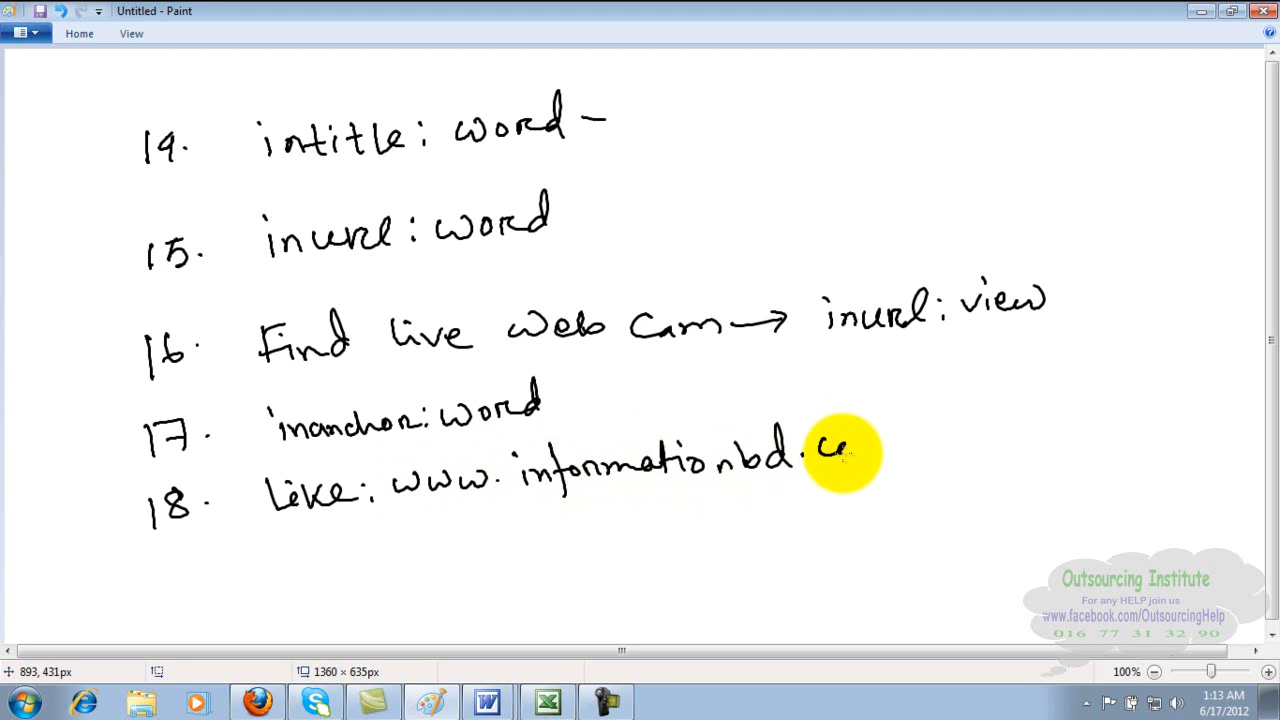 Untitled - Paint
Home View
14. intitle: word -
15. inurl: word
16. Find live web cam → inurl: view
17. inanchor: word
18. Like: www.informationbd.co
Outsourcing Institute
For any HELP join us
www.facebook.com/OutsourcingHelp
016 77 31 32 90
893, 431px 1360 × 635px 100%
1:13 AM
6/17/2012